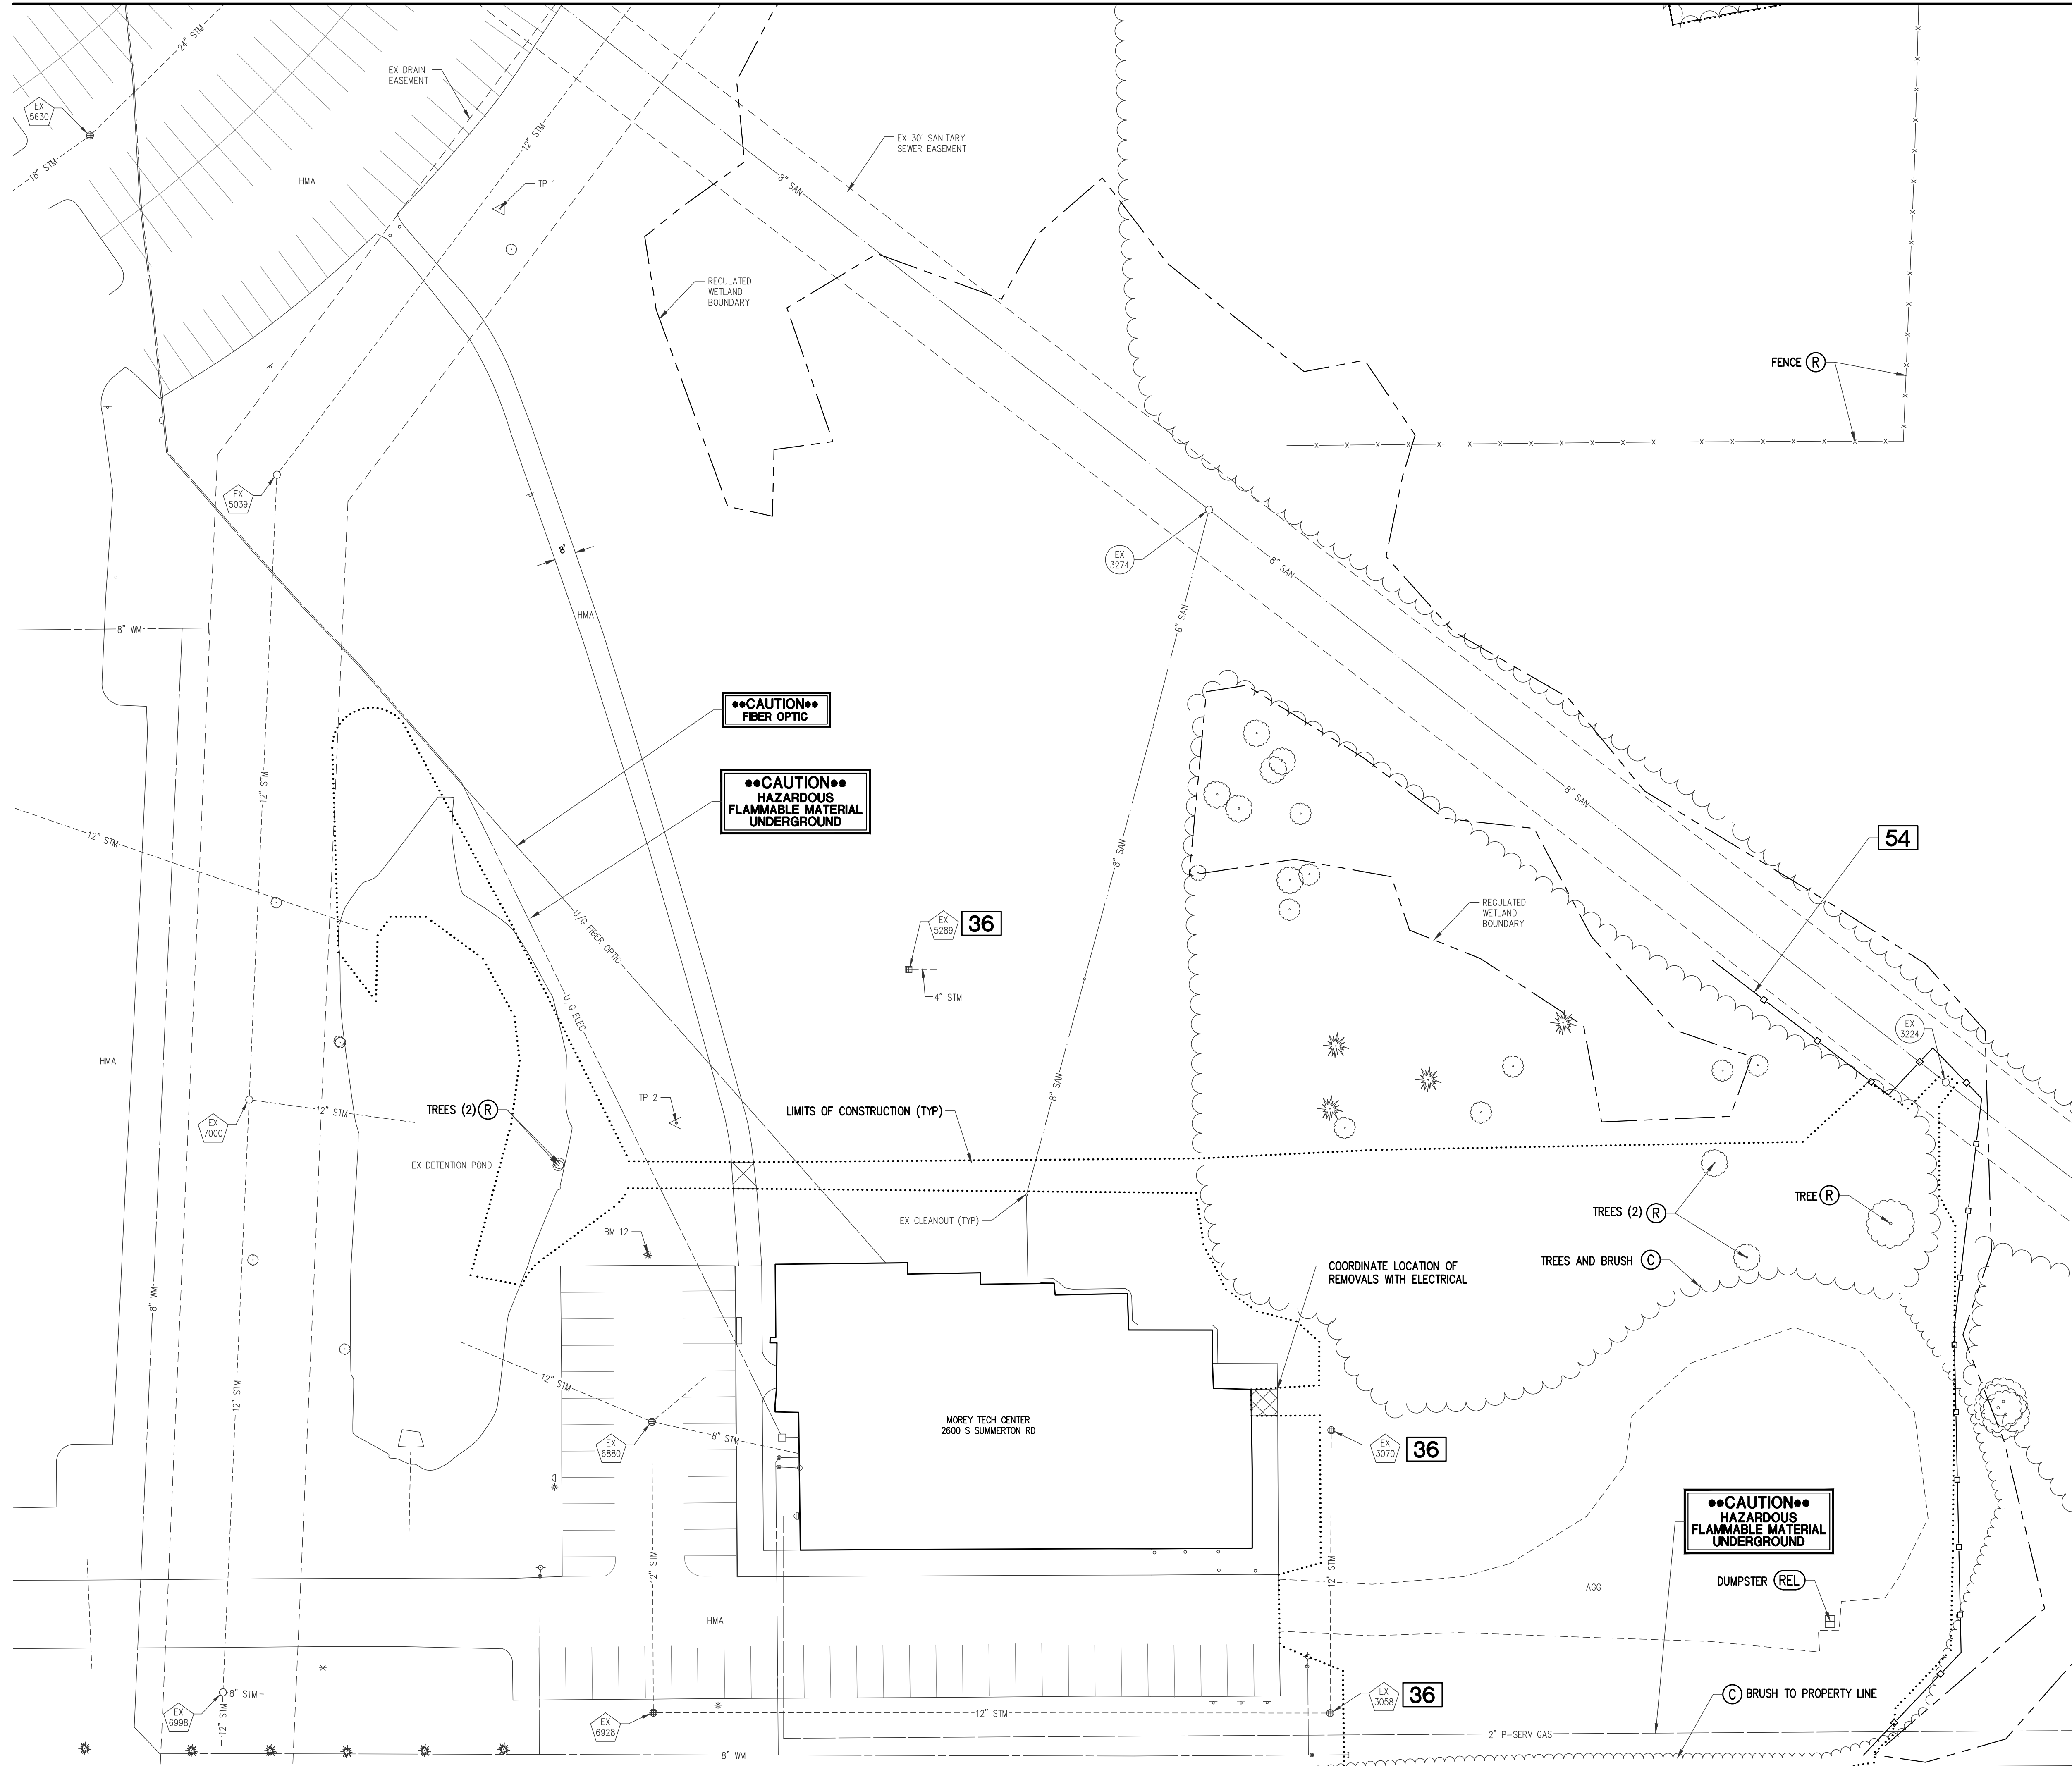 24" STM
EX DRAIN
EASEMENT
EX
5630
12" STM
EX 30' SANITARY
SEWER EASEMENT
18" STM
HMA
TP 1
8" SAN
REGULATED
WETLAND
BOUNDARY
FENCE R
X X X X X X X X X X
EX
5039
8'
EX
3274
8" SAN
HMA
8" SAN
8" WM
●●CAUTION●●
FIBER OPTIC
●●CAUTION●●
HAZARDOUS
FLAMMABLE MATERIAL
UNDERGROUND
12" STM
12" STM
8" SAN
8" SAN
54
U/G FIBER OPTIC
EX
5289
36
REGULATED
WETLAND
BOUNDARY
4" STM
U/G ELEC
EX
3224
HMA
8" SAN
TP 2
TREES (2) R
LIMITS OF CONSTRUCTION (TYP)
12" STM
EX
7000
EX DETENTION POND
TREE R
TREES (2) R
EX CLEANOUT (TYP)
BM 12
COORDINATE LOCATION OF
REMOVALS WITH ELECTRICAL
TREES AND BRUSH C
8" WM
12" STM
12" STM
MOREY TECH CENTER
2600 S SUMMERTON RD
8" STM
EX
6880
EX
3070
36
●●CAUTION●●
HAZARDOUS
FLAMMABLE MATERIAL
UNDERGROUND
12" STM
12" STM
AGG
DUMPSTER REL
HMA
8" STM
EX
6998
12" STM
EX
6928
12" STM
EX
3058
36
C BRUSH TO PROPERTY LINE
2" P-SERV GAS
8" WM